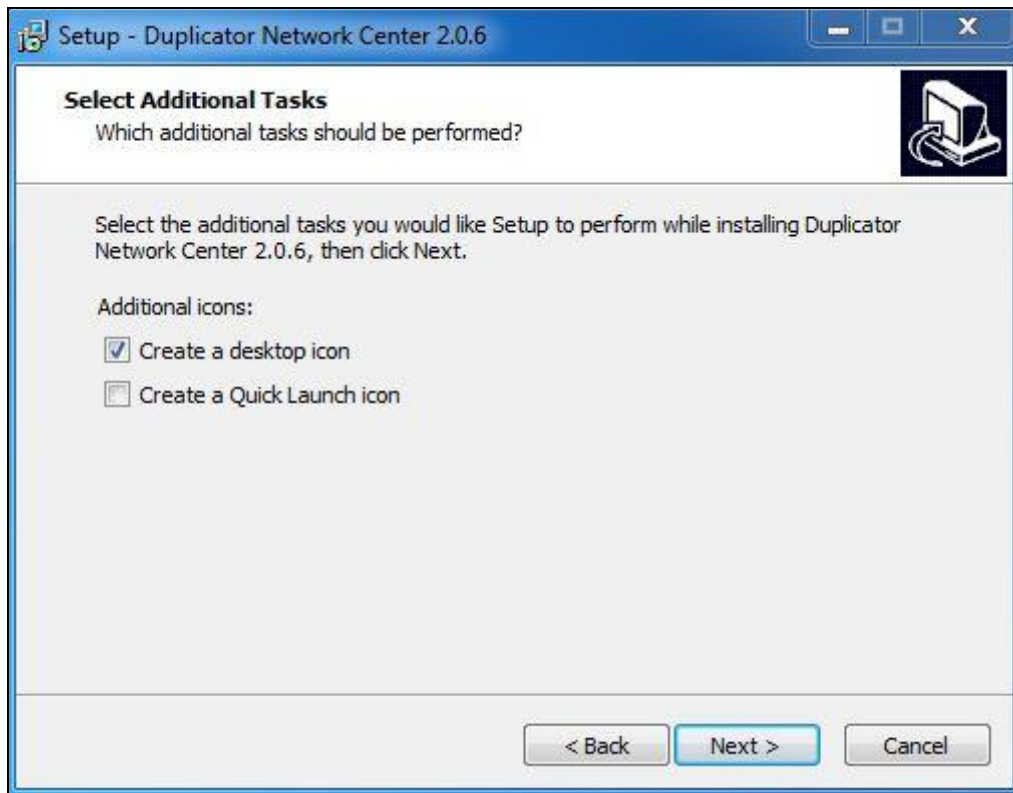 Setup - Duplicator Network Center 2.0.6
Select Additional Tasks
Which additional tasks should be performed?
Select the additional tasks you would like Setup to perform while installing Duplicator
Network Center 2.0.6, then click Next.
Additional icons:
Create a desktop icon
Create a Quick Launch icon
< Back Next > Cancel